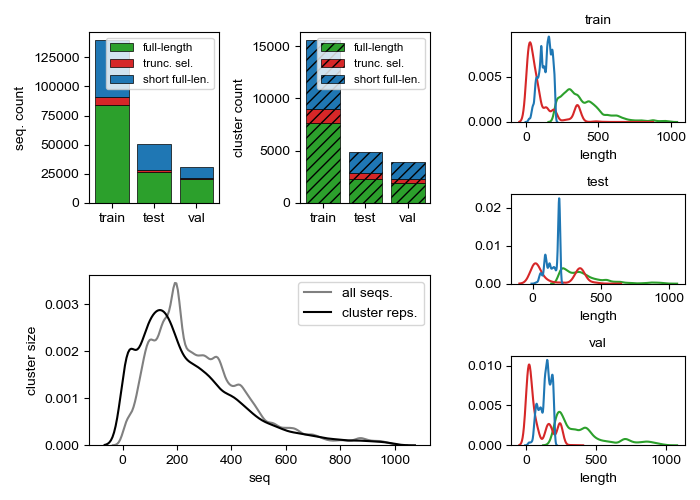 seq. count
125000
100000
75000
50000
25000
0
train
test
val
full-length
trunc. sel.
short full-len.
cluster count
15000
10000
5000
0
train
test
val
full-length
trunc. sel.
short full-len.
train
0.005
0.000
0
500
1000
length
test
0.02
0.01
0.00
0
500
1000
length
val
0.010
0.005
0.000
0
500
1000
length
cluster size
0.003
0.002
0.001
0.000
0
200
400
600
800
1000
seq
all seqs.
cluster reps.